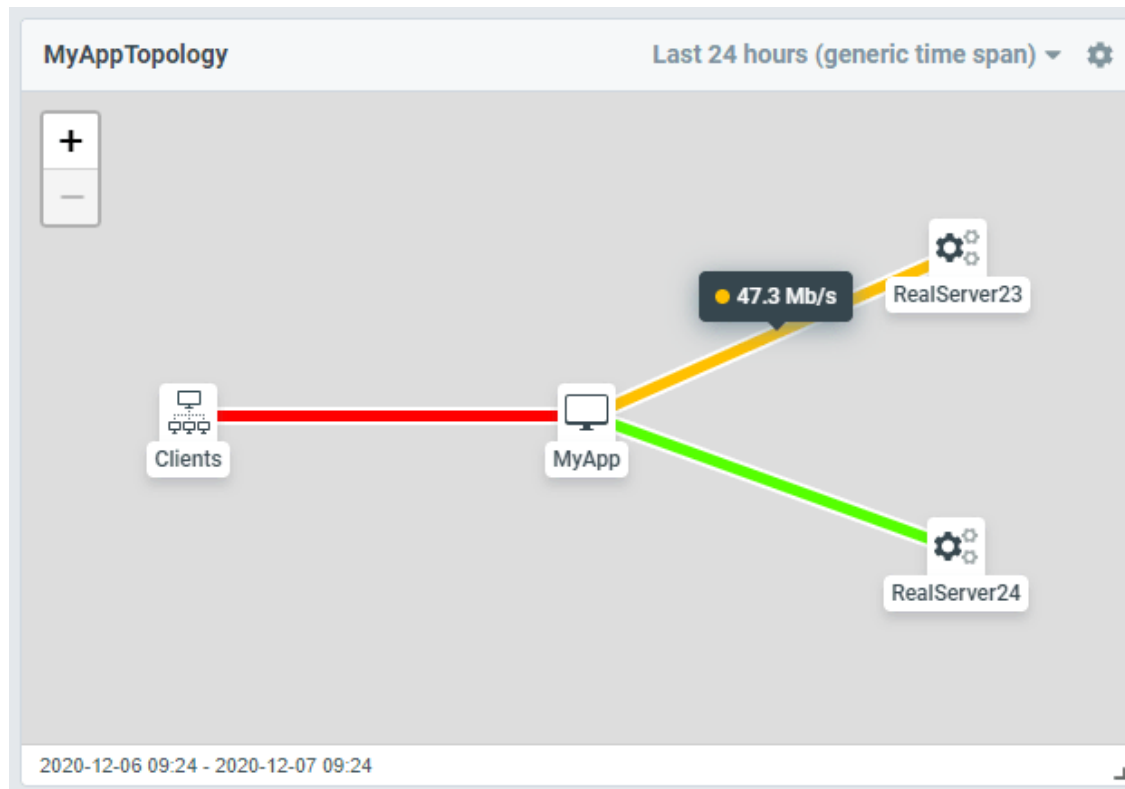 MyAppTopology
Last 24 hours (generic time span)
+
−
47.3 Mb/s
RealServer23
Clients
MyApp
RealServer24
2020-12-06 09:24 - 2020-12-07 09:24